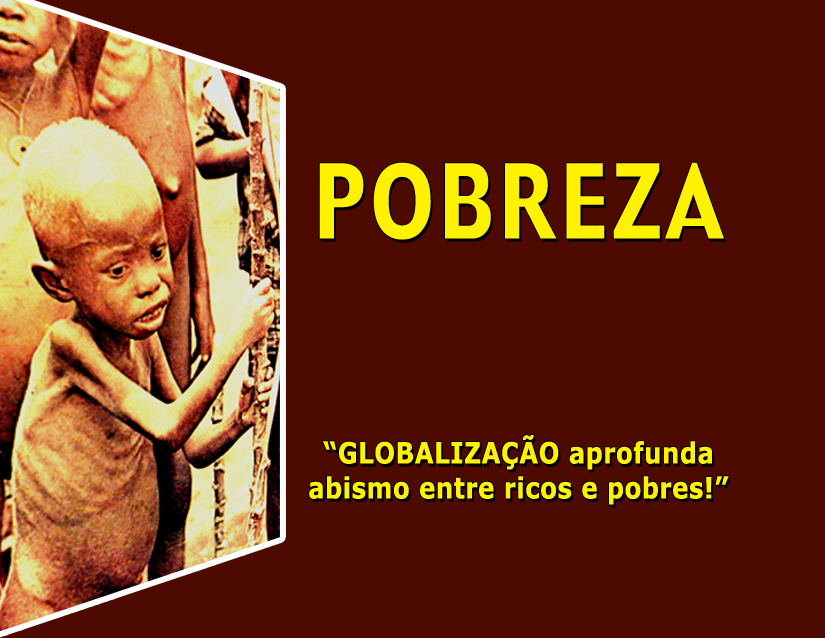 POBREZA
“GLOBALIZAÇÃO aprofunda
abismo entre ricos e pobres!”